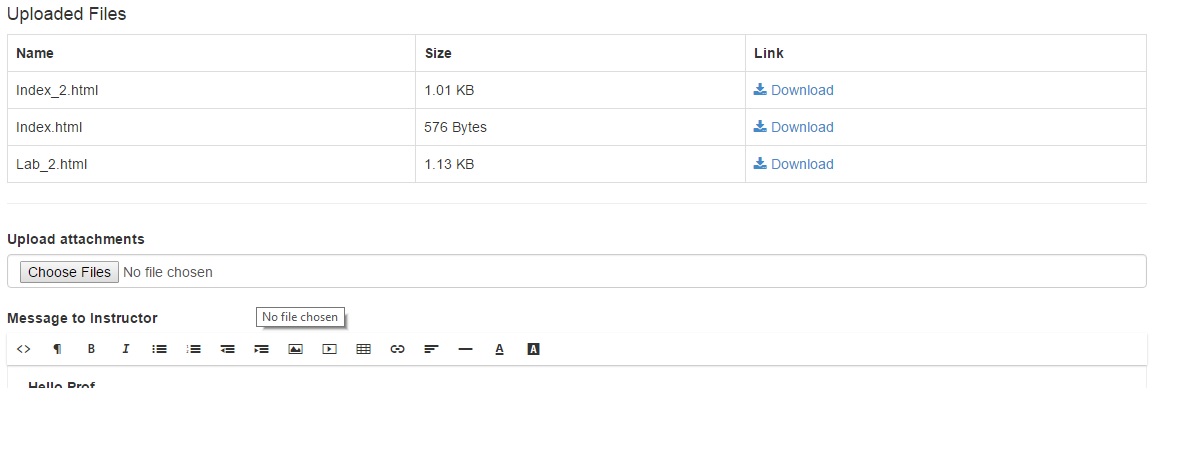 Uploaded Files
Name Size Link
Index_2.html 1.01 KB Download
Index.html 576 Bytes Download
Lab_2.html 1.13 KB Download
Upload attachments
Choose Files No file chosen
Message to Instructor No file chosen
<> ¶ B I A A
Hello Prof